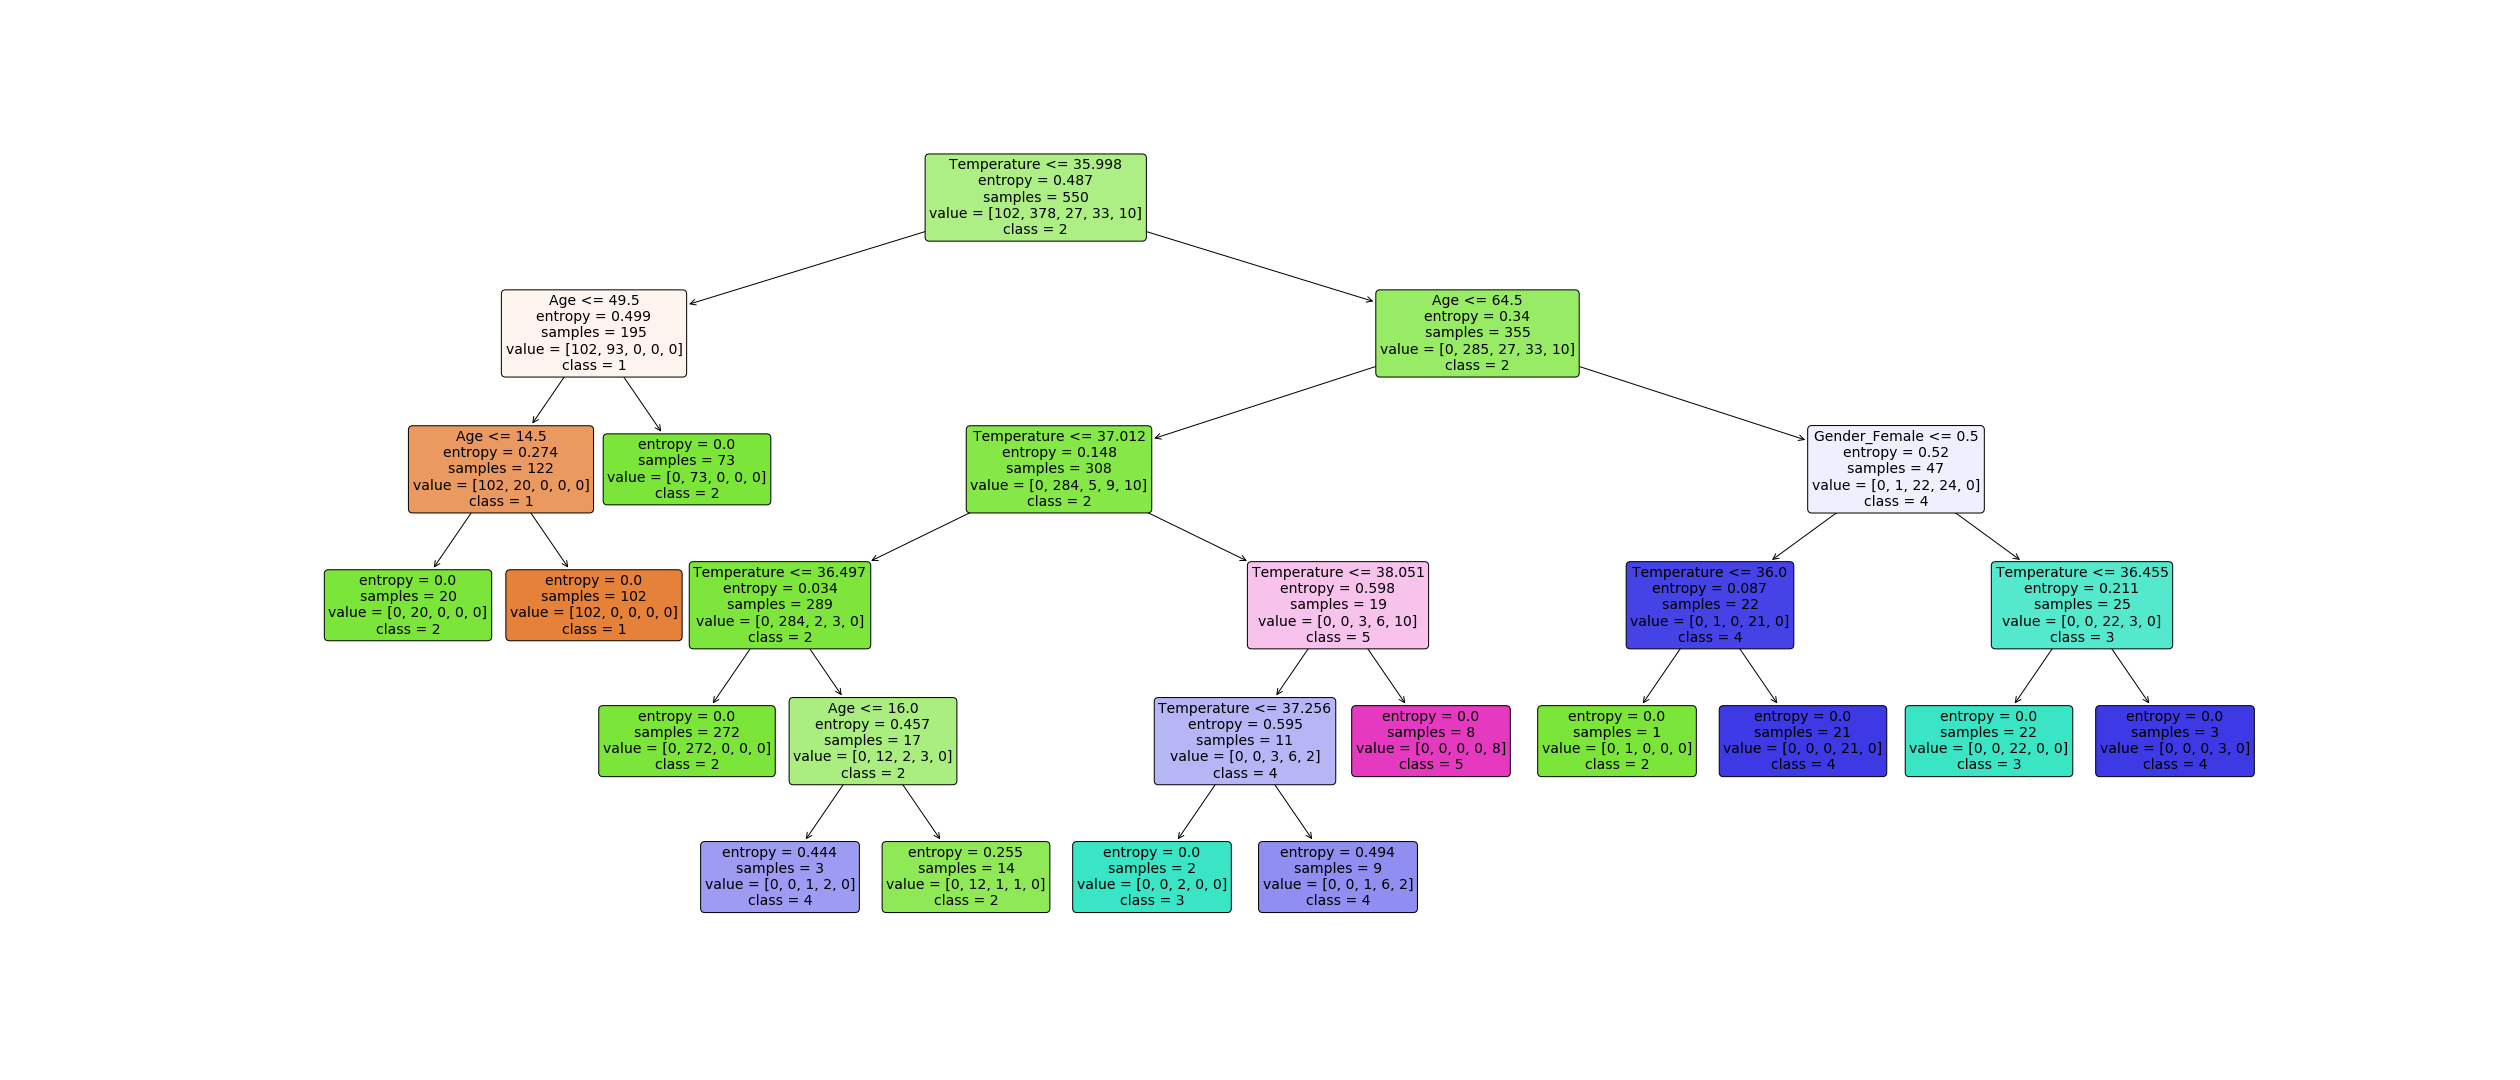 Temperature <= 35.998
entropy = 0.487
samples = 550
value = [102, 378, 27, 33, 10]
class = 2
Age <= 49.5
entropy = 0.499
samples = 195
value = [102, 93, 0, 0, 0]
class = 1
Age <= 64.5
entropy = 0.34
samples = 355
value = [0, 285, 27, 33, 10]
class = 2
Age <= 14.5
entropy = 0.274
samples = 122
value = [102, 20, 0, 0, 0]
class = 1
entropy = 0.0
samples = 73
value = [0, 73, 0, 0, 0]
class = 2
Temperature <= 37.012
entropy = 0.148
samples = 308
value = [0, 284, 5, 9, 10]
class = 2
Gender_Female <= 0.5
entropy = 0.52
samples = 47
value = [0, 1, 22, 24, 0]
class = 4
entropy = 0.0
samples = 20
value = [0, 20, 0, 0, 0]
class = 2
entropy = 0.0
samples = 102
value = [102, 0, 0, 0, 0]
class = 1
Temperature <= 36.497
entropy = 0.034
samples = 289
value = [0, 284, 2, 3, 0]
class = 2
Temperature <= 38.051
entropy = 0.598
samples = 19
value = [0, 0, 3, 6, 10]
class = 5
Temperature <= 36.0
entropy = 0.087
samples = 22
value = [0, 1, 0, 21, 0]
class = 4
Temperature <= 36.455
entropy = 0.211
samples = 25
value = [0, 0, 22, 3, 0]
class = 3
entropy = 0.0
samples = 272
value = [0, 272, 0, 0, 0]
class = 2
Age <= 16.0
entropy = 0.457
samples = 17
value = [0, 12, 2, 3, 0]
class = 2
Temperature <= 37.256
entropy = 0.595
samples = 11
value = [0, 0, 3, 6, 2]
class = 4
entropy = 0.0
samples = 8
value = [0, 0, 0, 0, 8]
class = 5
entropy = 0.0
samples = 1
value = [0, 1, 0, 0, 0]
class = 2
entropy = 0.0
samples = 21
value = [0, 0, 0, 21, 0]
class = 4
entropy = 0.0
samples = 22
value = [0, 0, 22, 0, 0]
class = 3
entropy = 0.0
samples = 3
value = [0, 0, 0, 3, 0]
class = 4
entropy = 0.444
samples = 3
value = [0, 0, 1, 2, 0]
class = 4
entropy = 0.255
samples = 14
value = [0, 12, 1, 1, 0]
class = 2
entropy = 0.0
samples = 2
value = [0, 0, 2, 0, 0]
class = 3
entropy = 0.494
samples = 9
value = [0, 0, 1, 6, 2]
class = 4